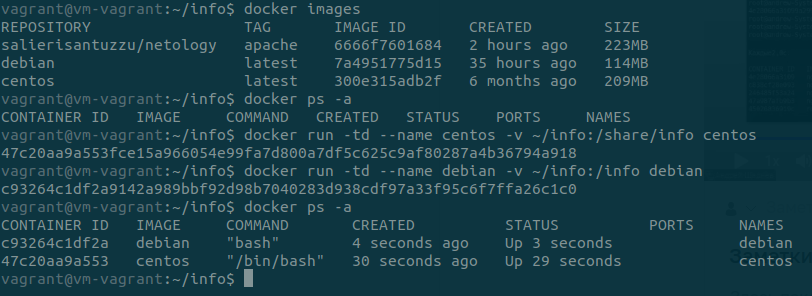 vagrant@vm-vagrant:~/info$ docker images
REPOSITORY TAG IMAGE ID CREATED SIZE
salierisantuzzu/netology apache 6666f7601684 2 hours ago 223MB
debian latest 7a4951775d15 35 hours ago 114MB
centos latest 300e315adb2f 6 months ago 209MB
vagrant@vm-vagrant:~/info$ docker ps -a
CONTAINER ID IMAGE COMMAND CREATED STATUS PORTS NAMES
vagrant@vm-vagrant:~/info$ docker run -td --name centos -v ~/info:/share/info centos
47c20aa9a553fce15a966054e99fa7d800a7df5c625c9af80287a4b36794a918
vagrant@vm-vagrant:~/info$ docker run -td --name debian -v ~/info:/info debian
c93264c1df2a9142a989bbf92d98b7040283d938cdf97a33f95c6f7ffa26c1c0
vagrant@vm-vagrant:~/info$ docker ps -a
CONTAINER ID IMAGE COMMAND CREATED STATUS PORTS NAMES
c93264c1df2a debian "bash" 4 seconds ago Up 3 seconds debian
47c20aa9a553 centos "/bin/bash" 30 seconds ago Up 29 seconds centos
vagrant@vm-vagrant:~/info$